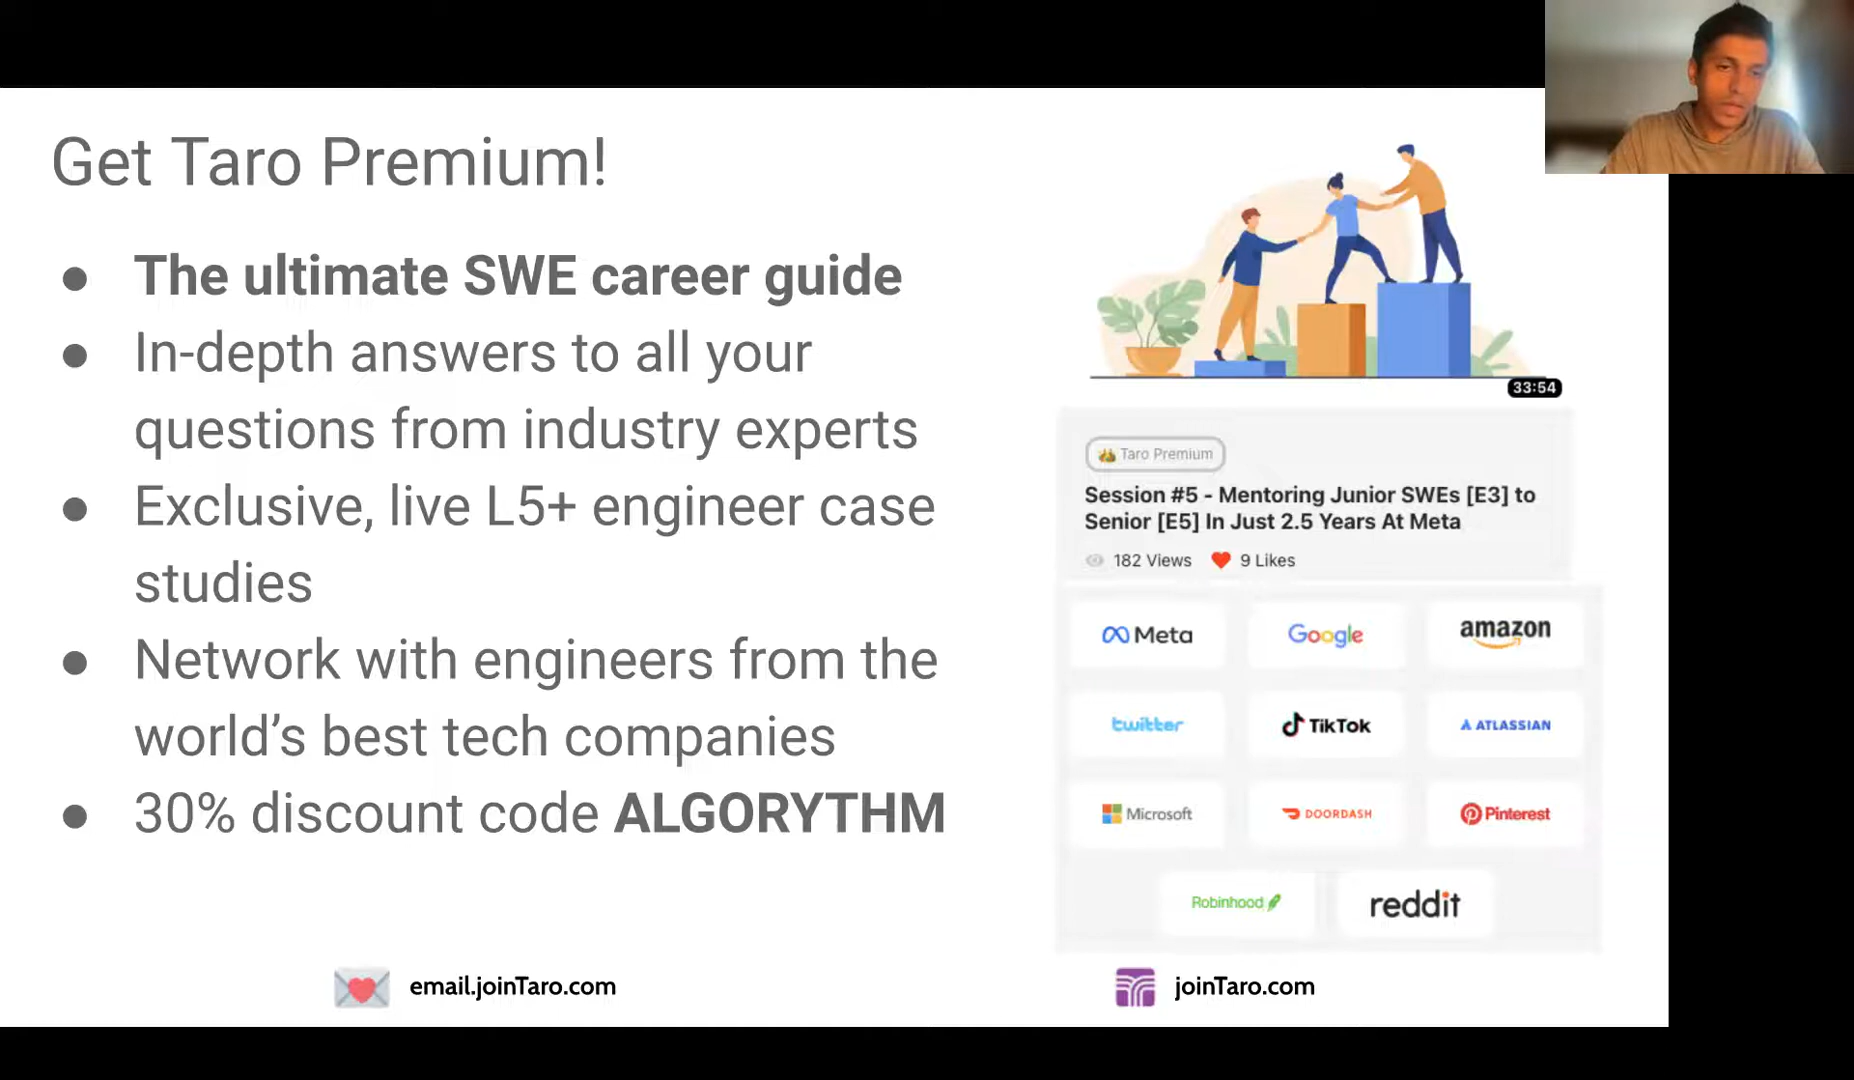 Get Taro Premium!
● The ultimate SWE career guide
● In-depth answers to all your
questions from industry experts
● Exclusive, live L5+ engineer case
studies
● Network with engineers from the
world’s best tech companies
● 30% discount code ALGORYTHM
33:54
Taro Premium
Session #5 - Mentoring Junior SWEs [E3] to
Senior [E5] In Just 2.5 Years At Meta
182 Views 9 Likes
Meta Google amazon
twitter TikTok ATLASSIAN
Microsoft DOORDASH Pinterest
Robinhood reddit
email.joinTaro.com joinTaro.com